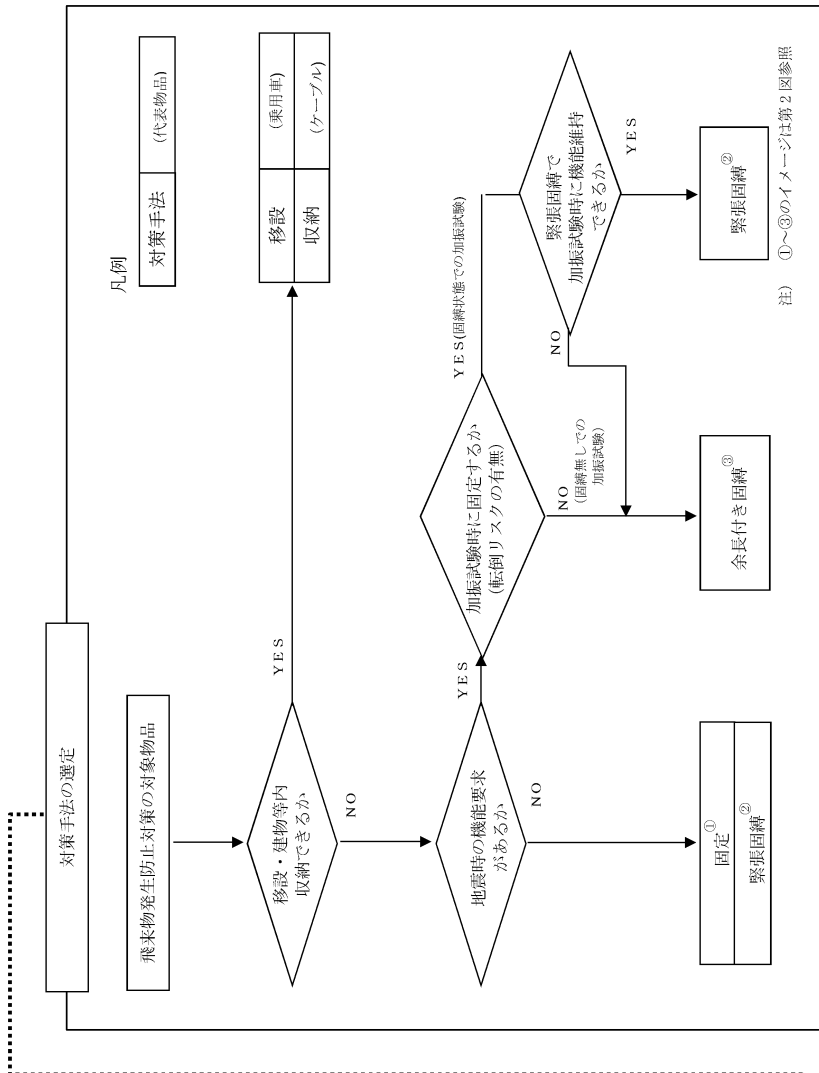 対策手法の選定
飛来物発生防止対策の対象物品
凡例
対策手法
(代表物品)
移設・建物等内
収納できるか
YES
移設
(乗用車)
収納
(ケーブル)
NO
地震時の機能要求
があるか
YES
加振試験時に固定するか
(転倒リスクの有無)
YES(固縛状態での加振試験)
緊張固縛で
加振試験時に機能維持
できるか
NO
NO
(固縛無しでの
加振試験)
NO
YES
固定①
緊張固縛②
余長付き固縛③
緊張固縛②
注) ①~③のイメージは第2図参照